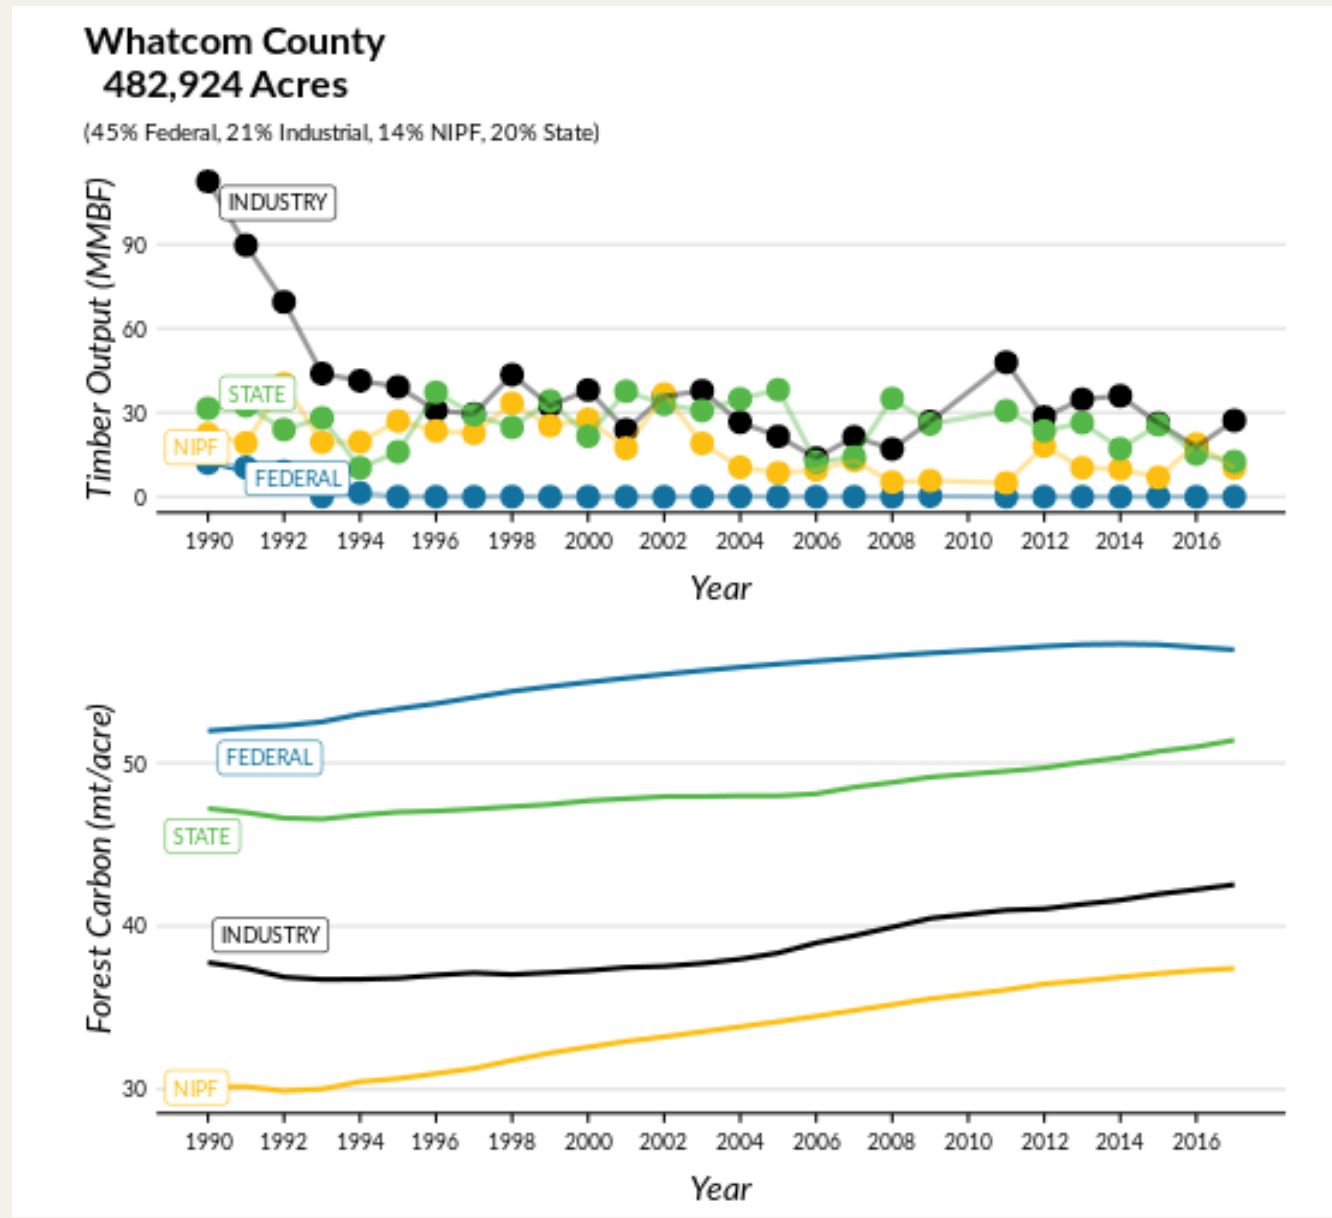 Whatcom County
482,924 Acres
(45% Federal, 21% Industrial, 14% NIPF, 20% State)
Timber Output (MMBF)
90
60
30
0
INDUSTRY
STATE
NIPF
FEDERAL
1990 1992 1994 1996 1998 2000 2002 2004 2006 2008 2010 2012 2014 2016
Year
Forest Carbon (mt/acre)
50
40
30
FEDERAL
STATE
INDUSTRY
NIPF
1990 1992 1994 1996 1998 2000 2002 2004 2006 2008 2010 2012 2014 2016
Year